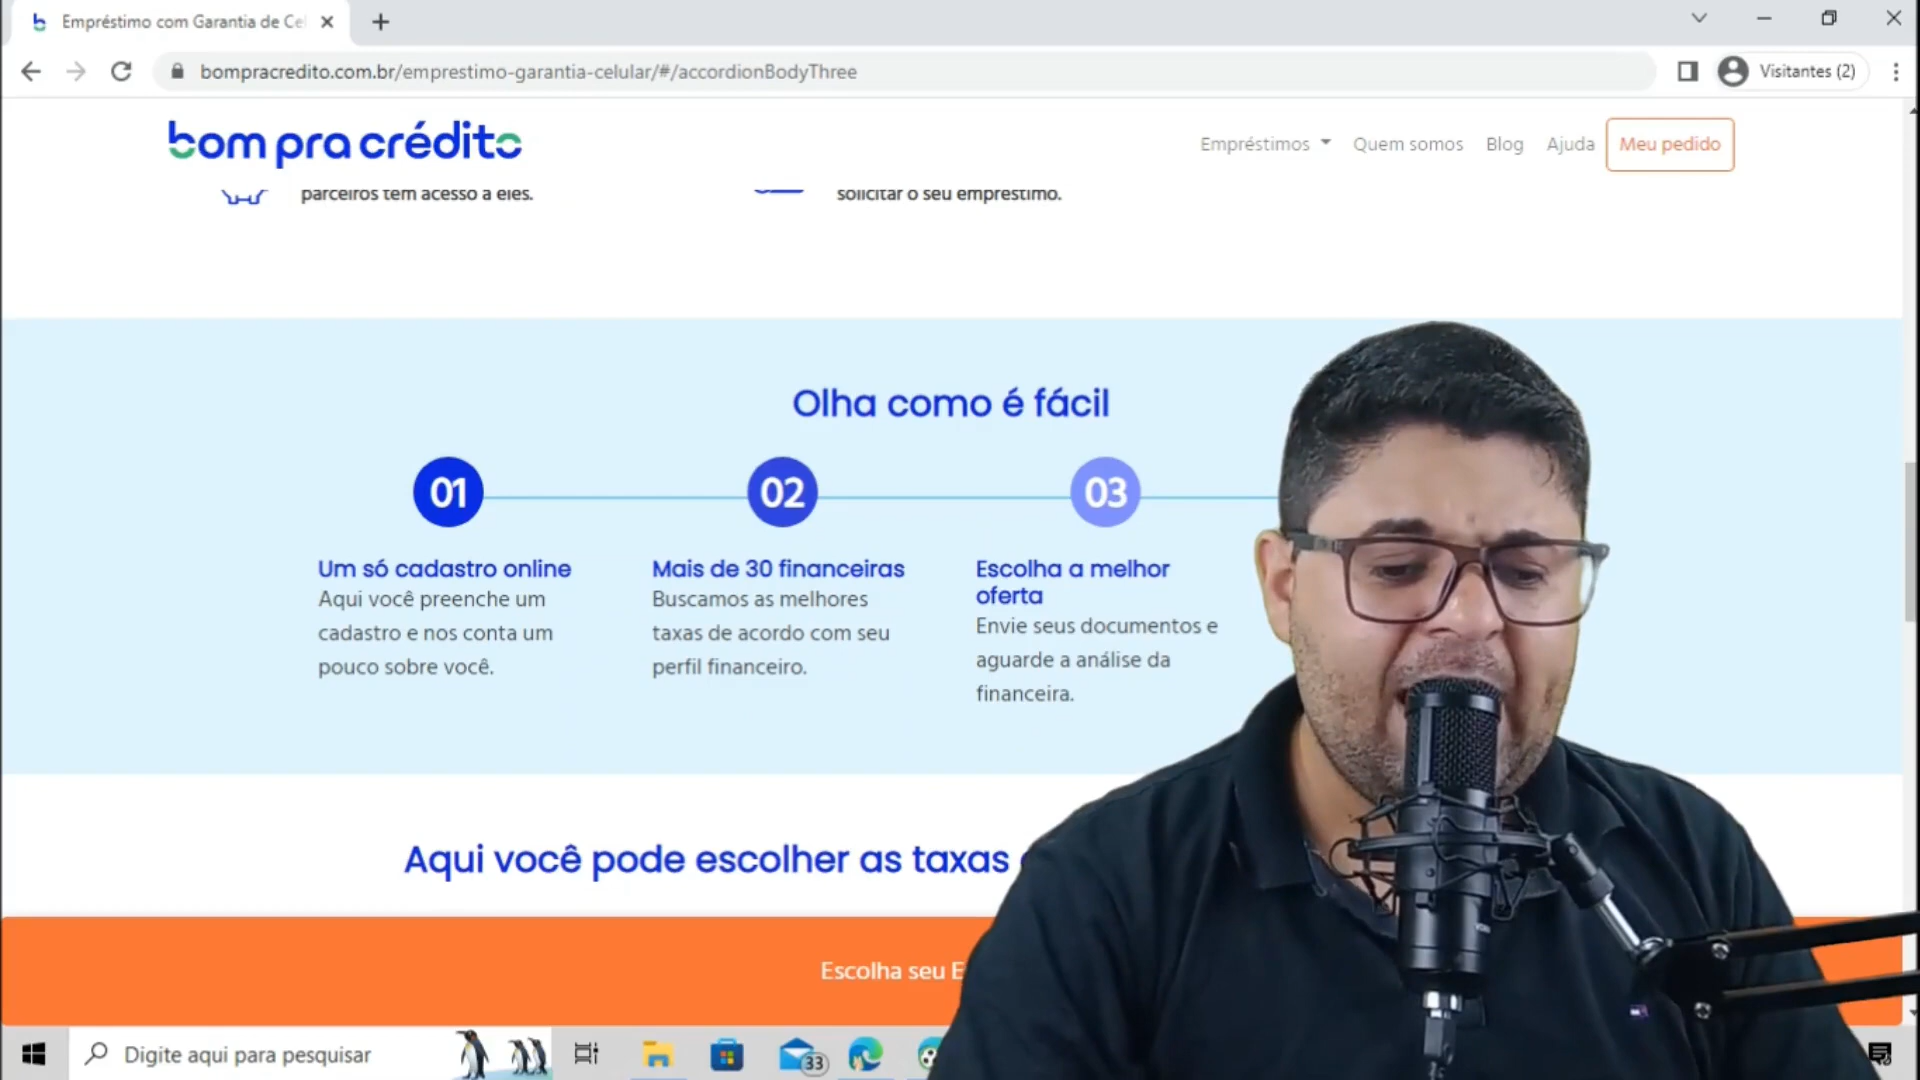 Empréstimo com Garantia de Cel
bompracredito.com.br/emprestimo-garantia-celular/#/accordionBodyThree
Visitantes (2)
bom pra crédito
Empréstimos
Quem somos
Blog
Ajuda
Meu pedido
parceiros tem acesso a eles.
solicitar o seu empréstimo.
Olha como é fácil
01
02
03
Um só cadastro online
Aqui você preenche um
cadastro e nos conta um
pouco sobre você.
Mais de 30 financeiras
Buscamos as melhores
taxas de acordo com seu
perfil financeiro.
Escolha a melhor
oferta
Envie seus documentos e
aguarde a análise da
financeira.
Aqui você pode escolher as taxas
Escolha seu E
Digite aqui para pesquisar
33